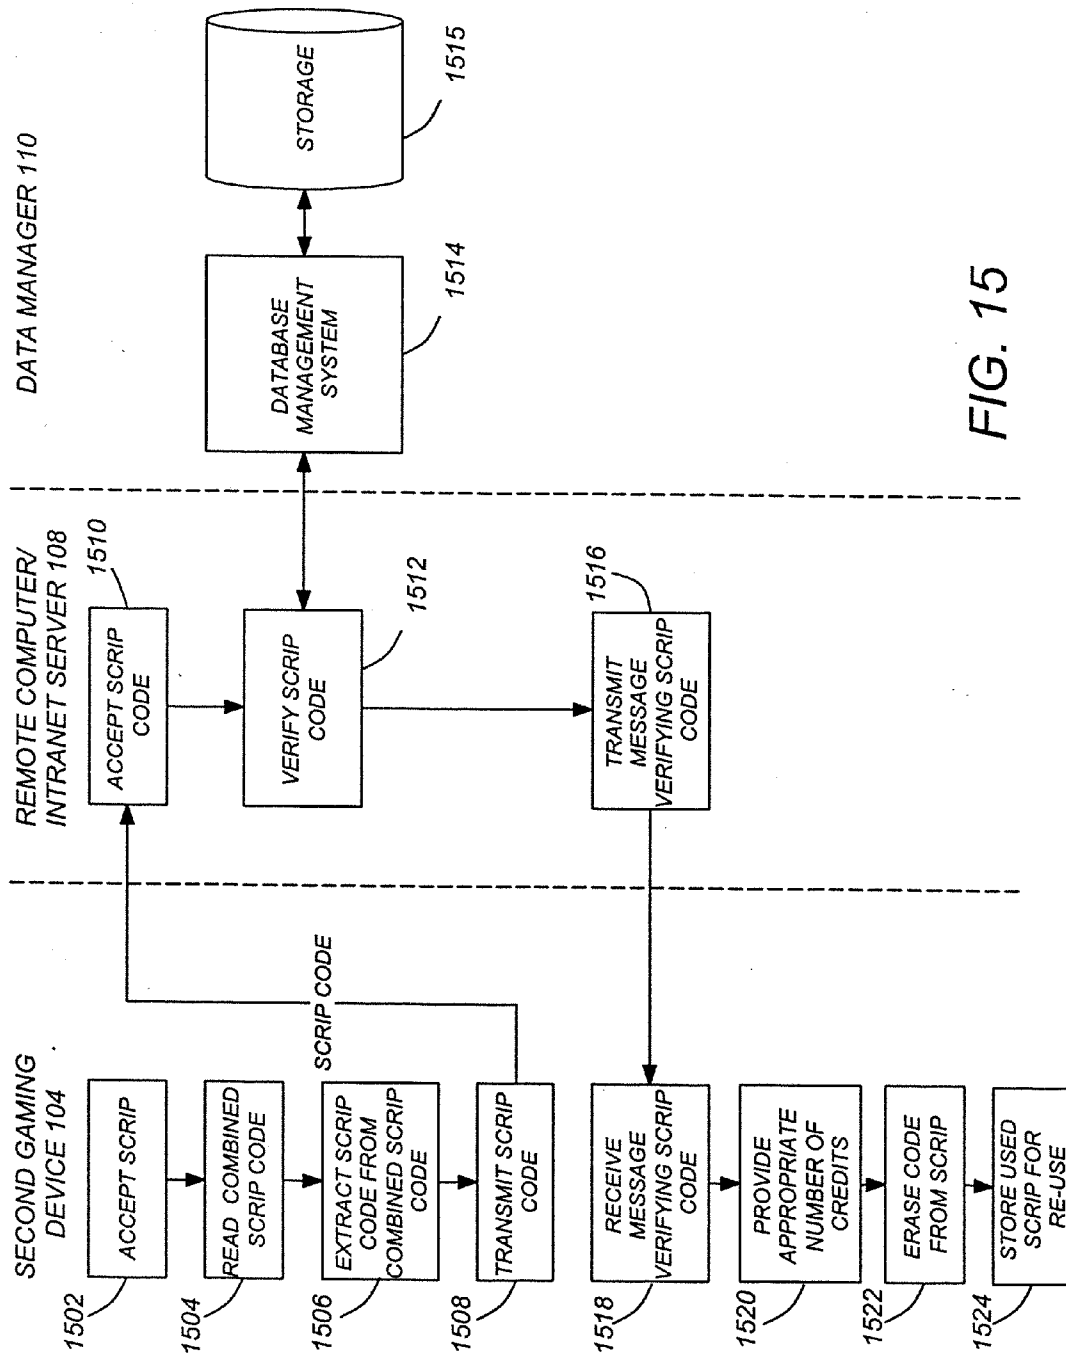 SECOND GAMING
DEVICE 104
REMOTE COMPUTER/
INTRANET SERVER 108
DATA MANAGER 110
1502
ACCEPT SCRIP
1504
READ COMBINED
SCRIP CODE
1506
EXTRACT SCRIP
CODE FROM
COMBINED SCRIP
CODE
1508
TRANSMIT SCRIP
CODE
SCRIP CODE
1510
ACCEPT SCRIP
CODE
1512
VERIFY SCRIP
CODE
1514
DATABASE
MANAGEMENT
SYSTEM
1515
STORAGE
1516
TRANSMIT
MESSAGE
VERIFYING SCRIP
CODE
1518
RECEIVE
MESSAGE
VERIFYING SCRIP
CODE
1520
PROVIDE
APPROPRIATE
NUMBER OF
CREDITS
1522
ERASE CODE
FROM SCRIP
1524
STORE USED
SCRIP FOR
RE-USE
FIG. 15